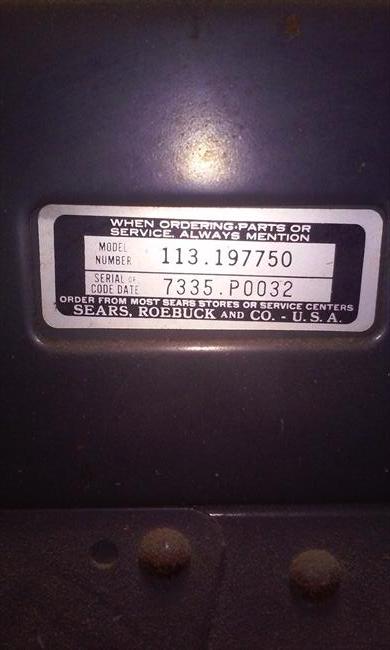 WHEN ORDERING PARTS OR
SERVICE, ALWAYS MENTION
MODEL NUMBER 113.197750
SERIAL OR CODE DATE 7335.P0032
ORDER FROM MOST SEARS STORES OR SERVICE CENTERS
SEARS, ROEBUCK AND CO. - U.S.A.